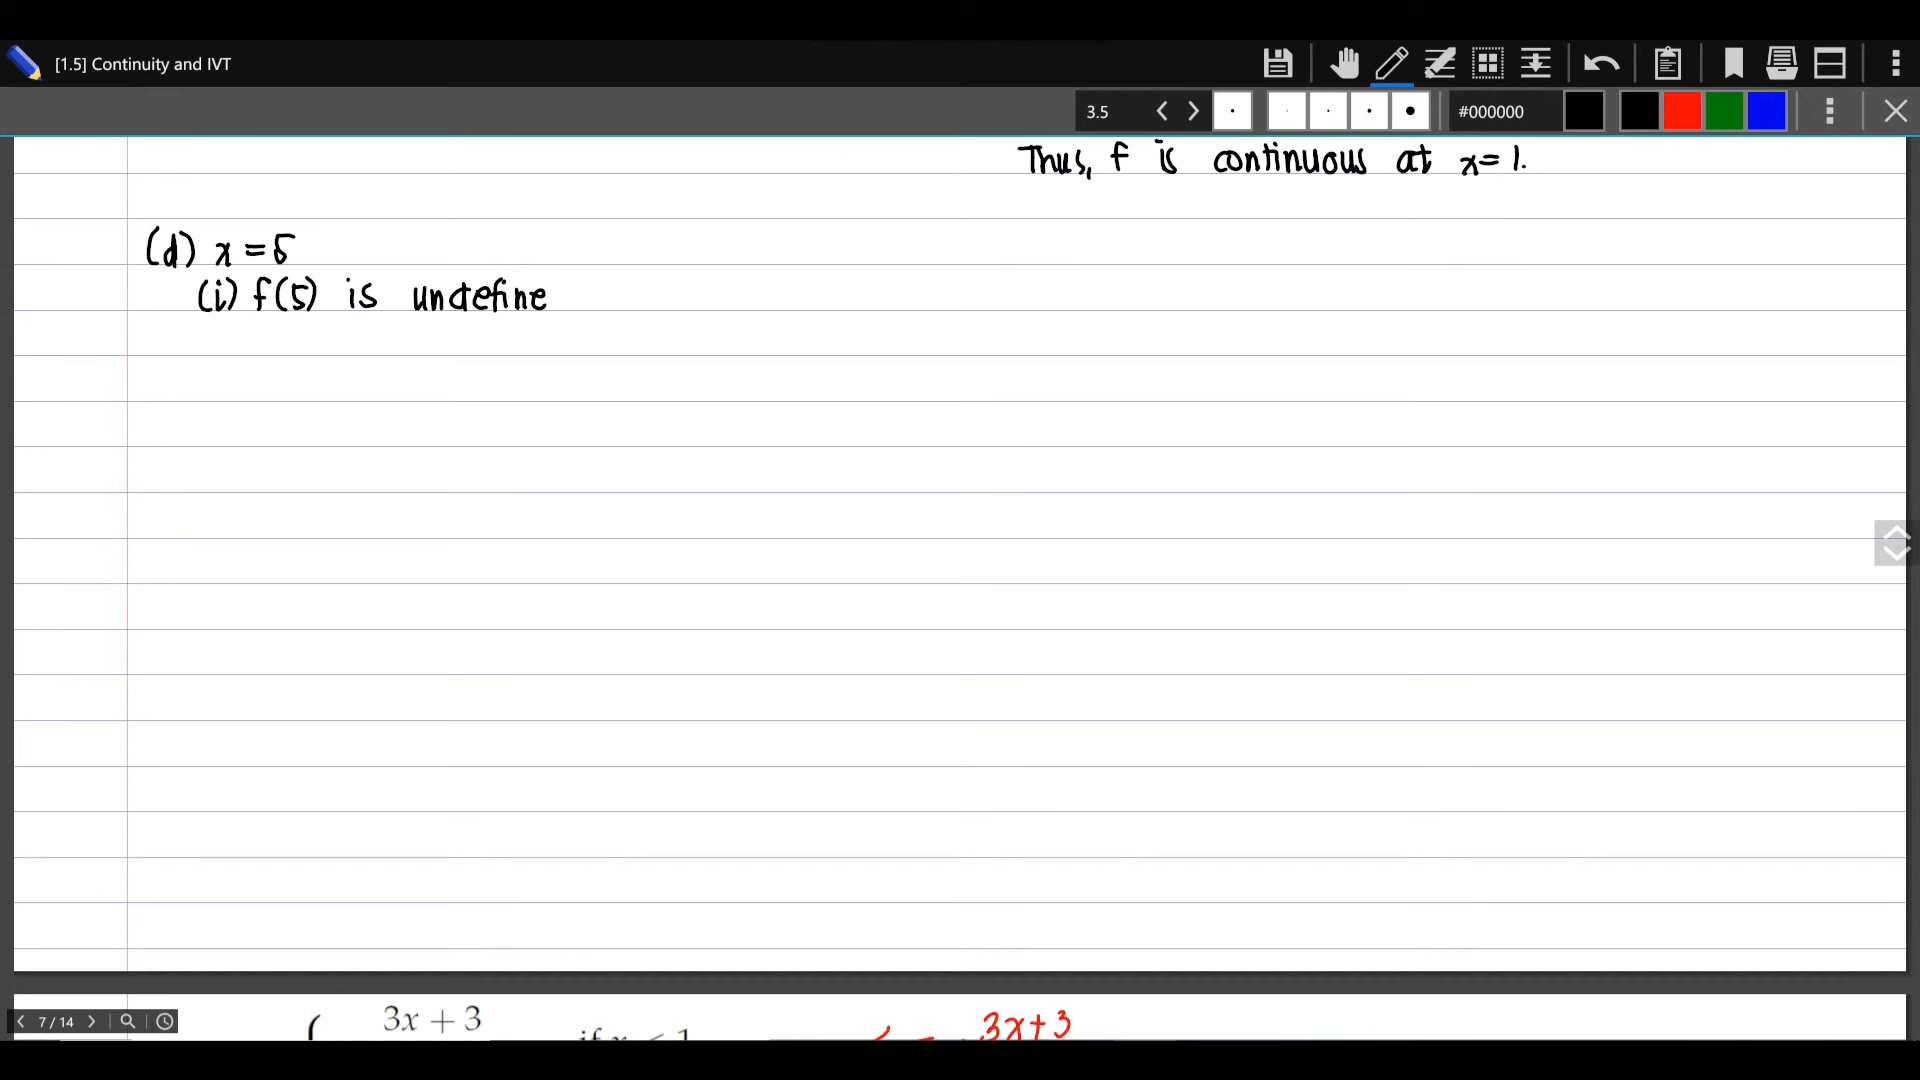 [1.5] Continuity and IVT
3.5
#000000
Thus, f is continuous at x=1.
(d) x=5
(i) f(5) is undefine
7 / 14
3x + 3
3x+3